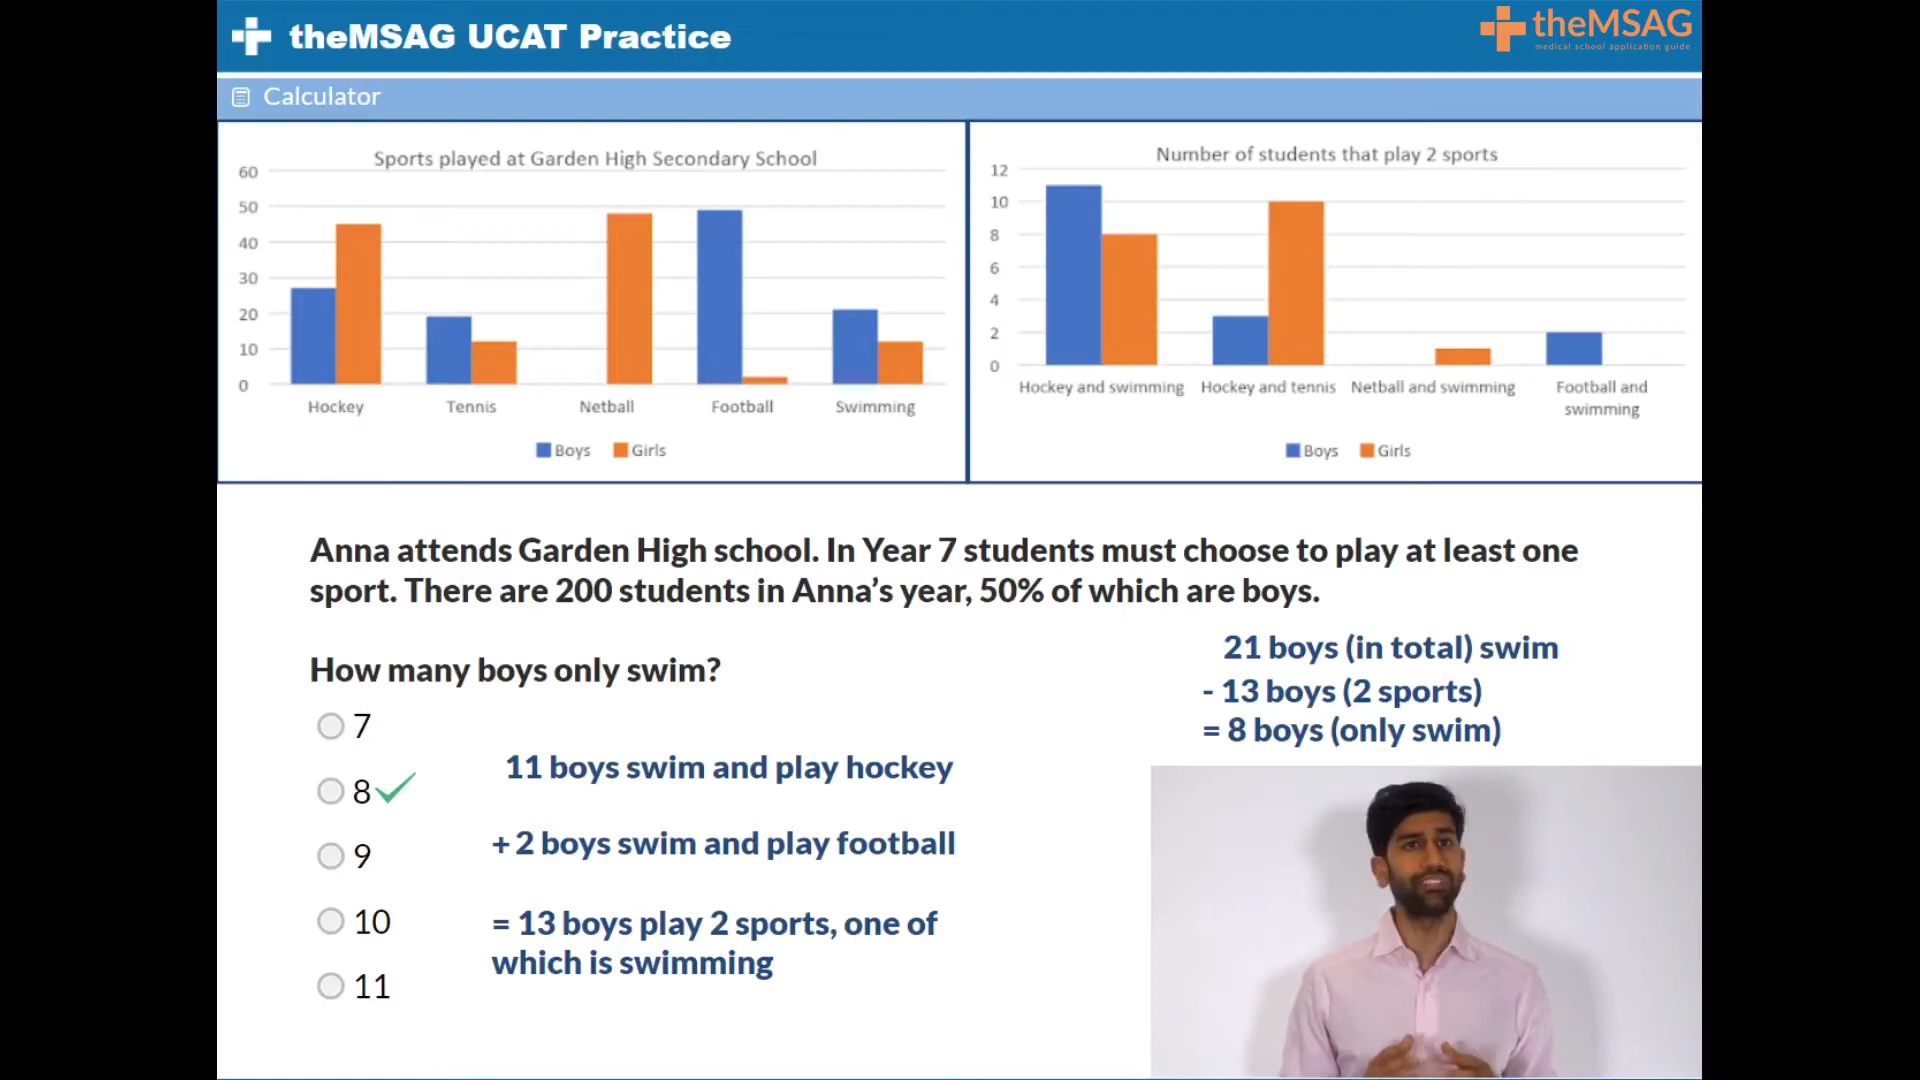 theMSAG UCAT Practice
theMSAG
medical school application guide
Calculator
Sports played at Garden High Secondary School
60
50
40
30
20
10
0
Hockey Tennis Netball Football Swimming
Boys Girls
Number of students that play 2 sports
12
10
8
6
4
2
0
Hockey and swimming Hockey and tennis Netball and swimming Football and
swimming
Boys Girls
Anna attends Garden High school. In Year 7 students must choose to play at least one
sport. There are 200 students in Anna’s year, 50% of which are boys.
How many boys only swim?
7
8
9
10
11
11 boys swim and play hockey
+ 2 boys swim and play football
= 13 boys play 2 sports, one of
which is swimming
21 boys (in total) swim
- 13 boys (2 sports)
= 8 boys (only swim)